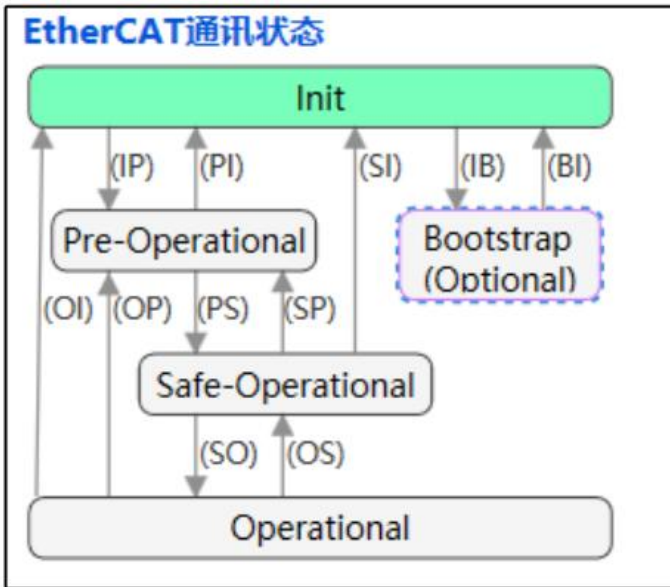 EtherCAT通讯状态
Init
(IP) (PI) (SI) (IB) (BI)
Pre-Operational
Bootstrap
(Optional)
(OI) (OP) (PS) (SP)
Safe-Operational
(SO) (OS)
Operational